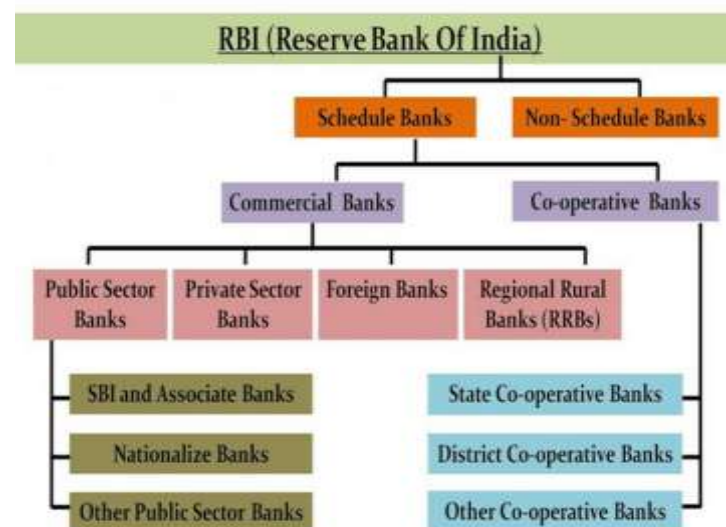 RBI (Reserve Bank Of India)
Schedule Banks
Non- Schedule Banks
Commercial Banks
Co-operative Banks
Public Sector
Banks
Private Sector
Banks
Foreign Banks
Regional Rural
Banks (RRBs)
SBI and Associate Banks
State Co-operative Banks
Nationalize Banks
District Co-operative Banks
Other Public Sector Banks
Other Co-operative Banks